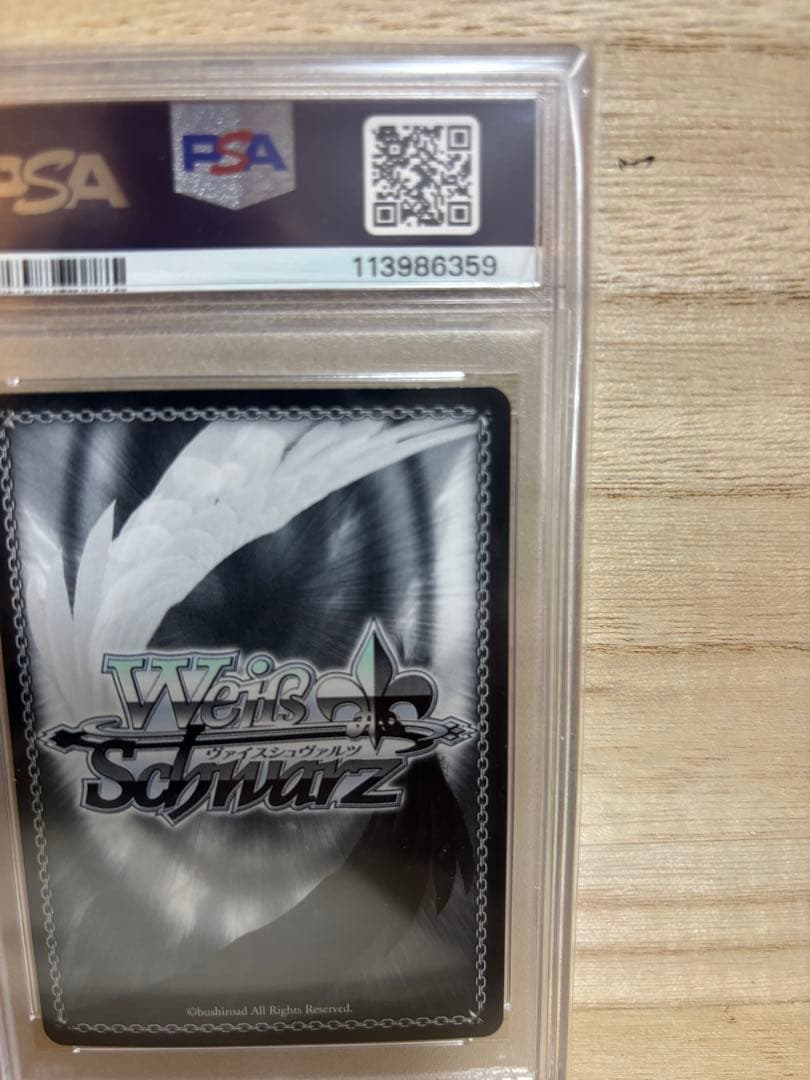 PSA
PSA
113986359
Weiß
ヴァイスシュヴァルツ
Schwarz
©bushiroad All Rights Reserved.